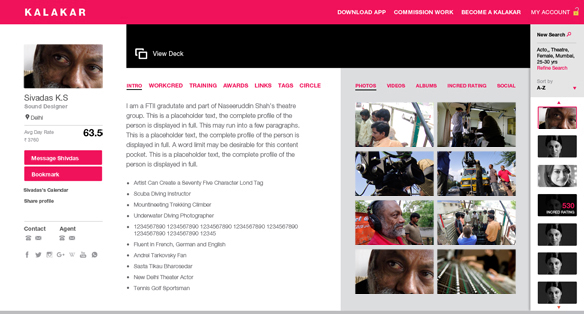 KALAKAR
DOWNLOAD APP COMMISSION WORK BECOME A KALAKAR MY ACCOUNT
View Deck
New Search
Acto,, Theatre,
Female, Mumbai,
25-30 yrs
Refine Search
Sort by
A-Z
530
INCRED RATING
Sivadas K.S
Sound Designer
Delhi
Avg Day Rate
₹ 3760
63.5
Message Shivdas
Bookmark
Sivadas's Calendar
Share profile
Contact Agent
INTRO WORKCRED TRAINING AWARDS LINKS TAGS CIRCLE
I am a FTII gradutate and part of Naseeruddin Shah's theatre
group. This is a placeholder text, the complete profile of the
person is displayed in full. This may run into a few paragraphs.
This is a placeholder text, the complete profile of the person is
displayed in full. A word limit may be desirable for this content
pocket. This is a placeholder text, the complete profile of the
person is displayed in full.
Artist Can Create a Seventy Five Character Lond Tag
Scuba Diving Instructor
Mountineating Trekking Climber
Underwater Diving Photographer
1234567890 1234567890 1234567890 1234567890 1234567890
1234567890 1234567890 12345
Fluent in French, German and English
Andrei Tarkovsky Fan
Sasta Tikau Bharosedar
New Delhi Theater Actor
Tennis Golf Sportsman
PHOTOS VIDEOS ALBUMS INCRED RATING SOCIAL